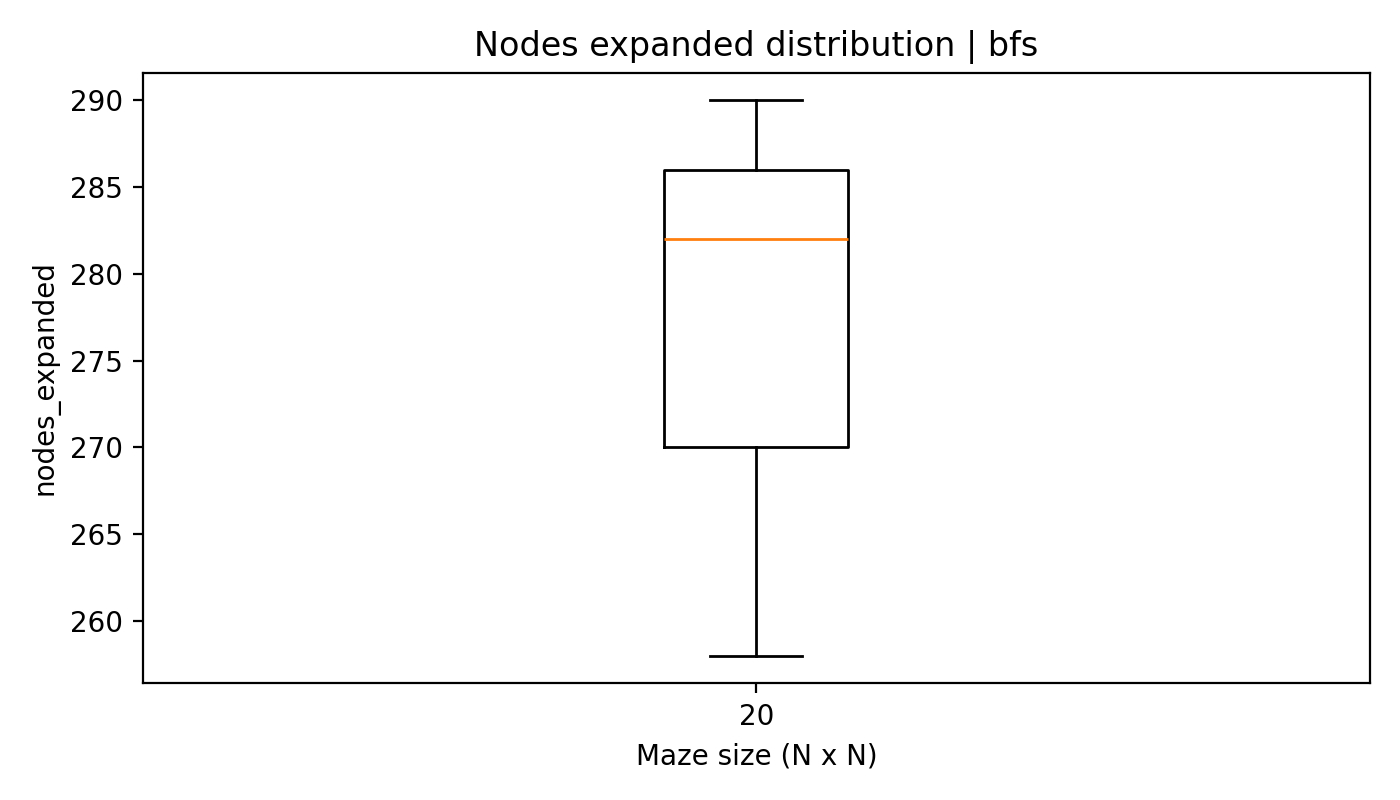 Nodes expanded distribution | bfs
290
285
280
275
270
265
260
nodes_expanded
20
Maze size (N x N)